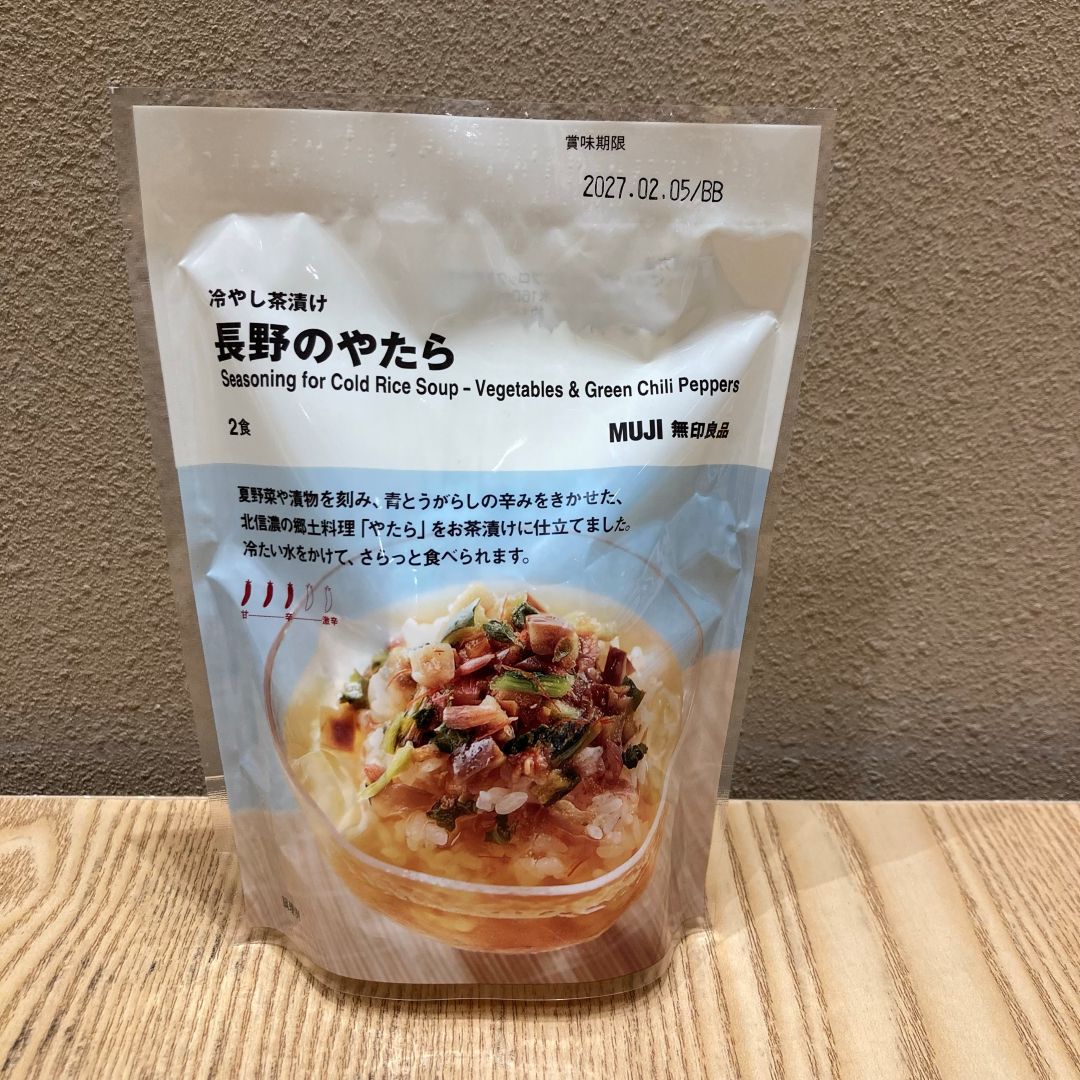 賞味期限
2027.02.05/BB
冷やし茶漬け
長野のやたら
Seasoning for Cold Rice Soup – Vegetables & Green Chili Peppers
2食
MUJI 無印良品
夏野菜や漬物を刻み、青とうがらしの辛みをきかせた、
北信濃の郷土料理「やたら」をお茶漬けに仕立てました。
冷たい水をかけて、さらっと食べられます。
甘 辛 激辛